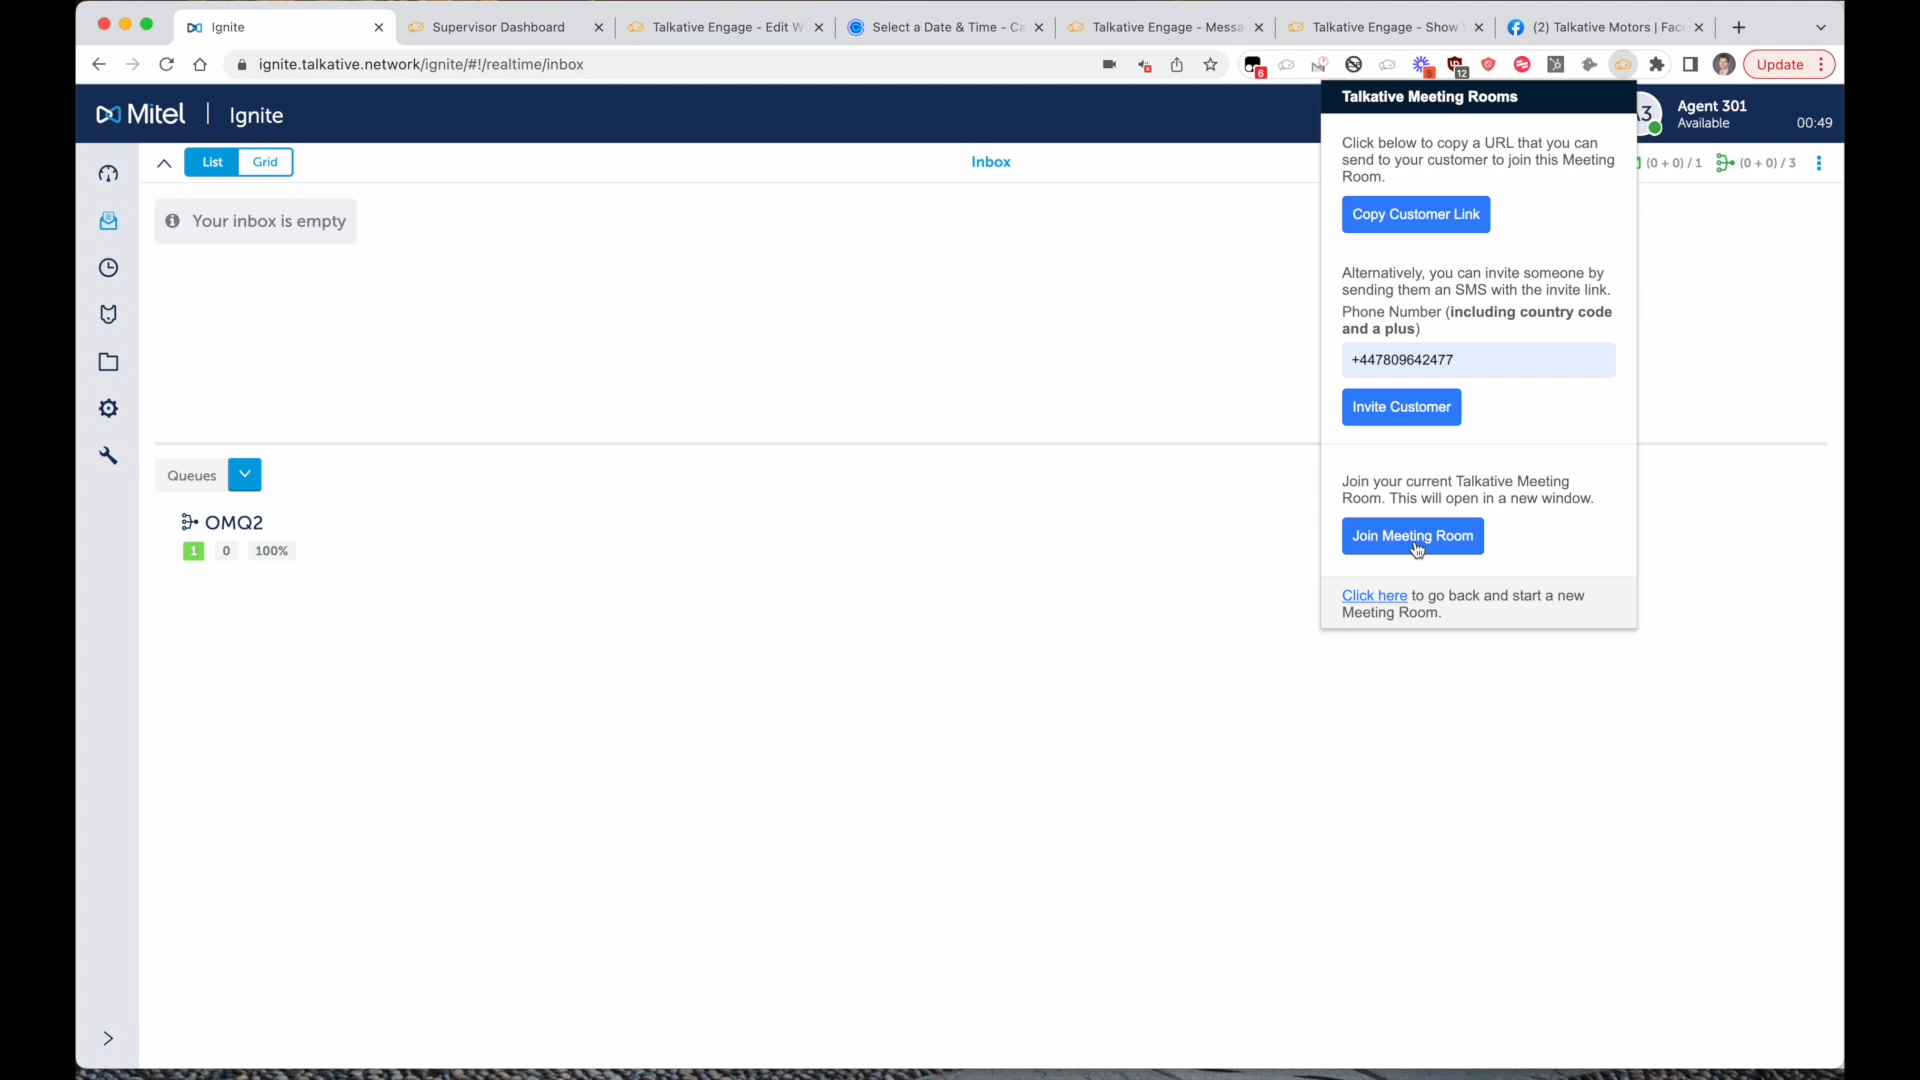 Ignite
Supervisor Dashboard
Talkative Engage - Edit W
Select a Date & Time - Ca
Talkative Engage - Messa
Talkative Engage - Show
(2) Talkative Motors | Fac
ignite.talkative.network/ignite/#!/realtime/inbox
6
5
12
Update
Mitel
Ignite
Talkative Meeting Rooms
Agent 301
Available
00:49
List
Grid
Inbox
(0 + 0) / 1
(0 + 0) / 3
Your inbox is empty
Click below to copy a URL that you can
send to your customer to join this Meeting
Room.
Copy Customer Link
Alternatively, you can invite someone by
sending them an SMS with the invite link.
Phone Number (including country code
and a plus)
+447809642477
Invite Customer
Queues
OMQ2
1
0
100%
Join your current Talkative Meeting
Room. This will open in a new window.
Join Meeting Room
Click here to go back and start a new
Meeting Room.